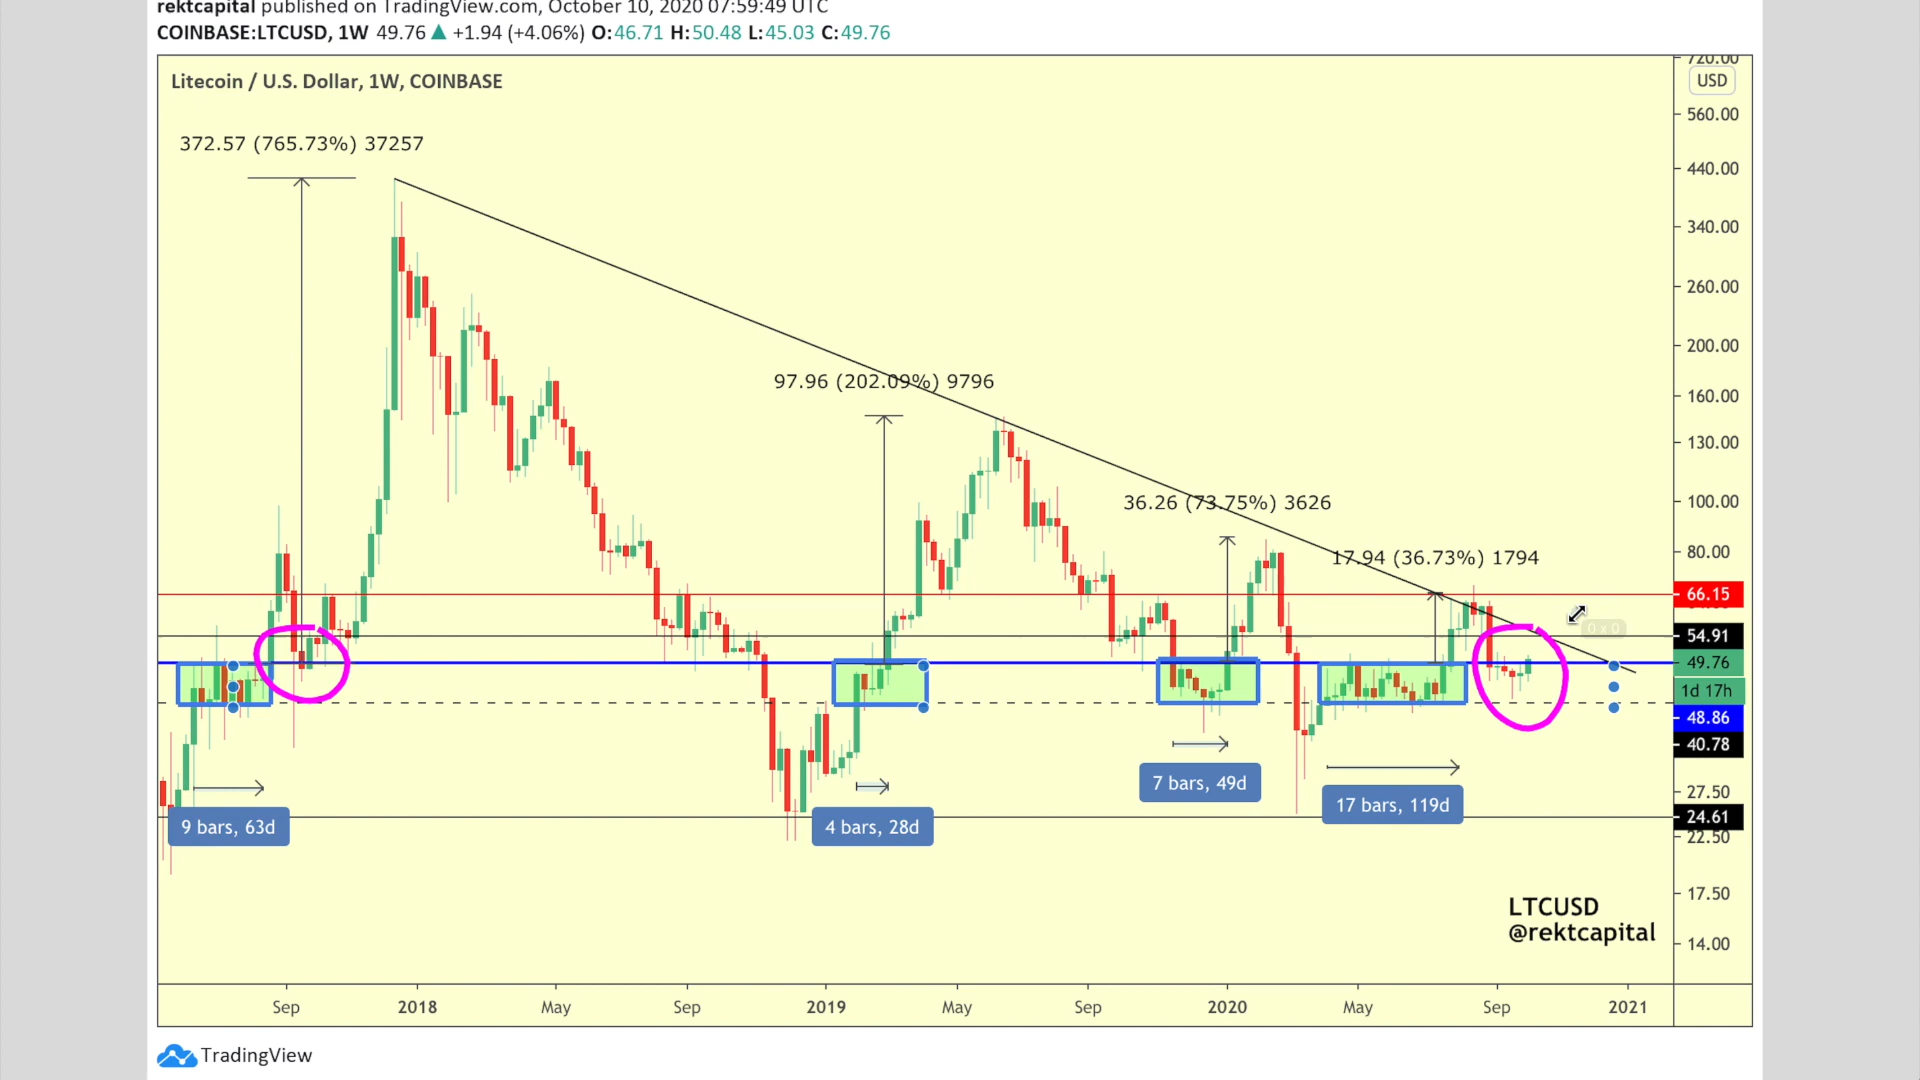 rektcapital published on TradingView.com, October 10, 2020 07:59:49 UTC
COINBASE:LTCUSD, 1W 49.76 ▲ +1.94 (+4.06%) O:46.71 H:50.48 L:45.03 C:49.76
Litecoin / U.S. Dollar, 1W, COINBASE
720.00
USD
560.00
372.57 (765.73%) 37257
440.00
340.00
260.00
200.00
97.96 (202.09%) 9796
160.00
130.00
36.26 (73.75%) 3626
100.00
17.94 (36.73%) 1794
80.00
66.15
0 x 0
54.91
49.76
1d 17h
48.86
40.78
7 bars, 49d
27.50
17 bars, 119d
24.61
9 bars, 63d
4 bars, 28d
22.50
17.50
LTCUSD
@rektcapital
14.00
Sep 2018 May Sep 2019 May Sep 2020 May Sep 2021
TradingView